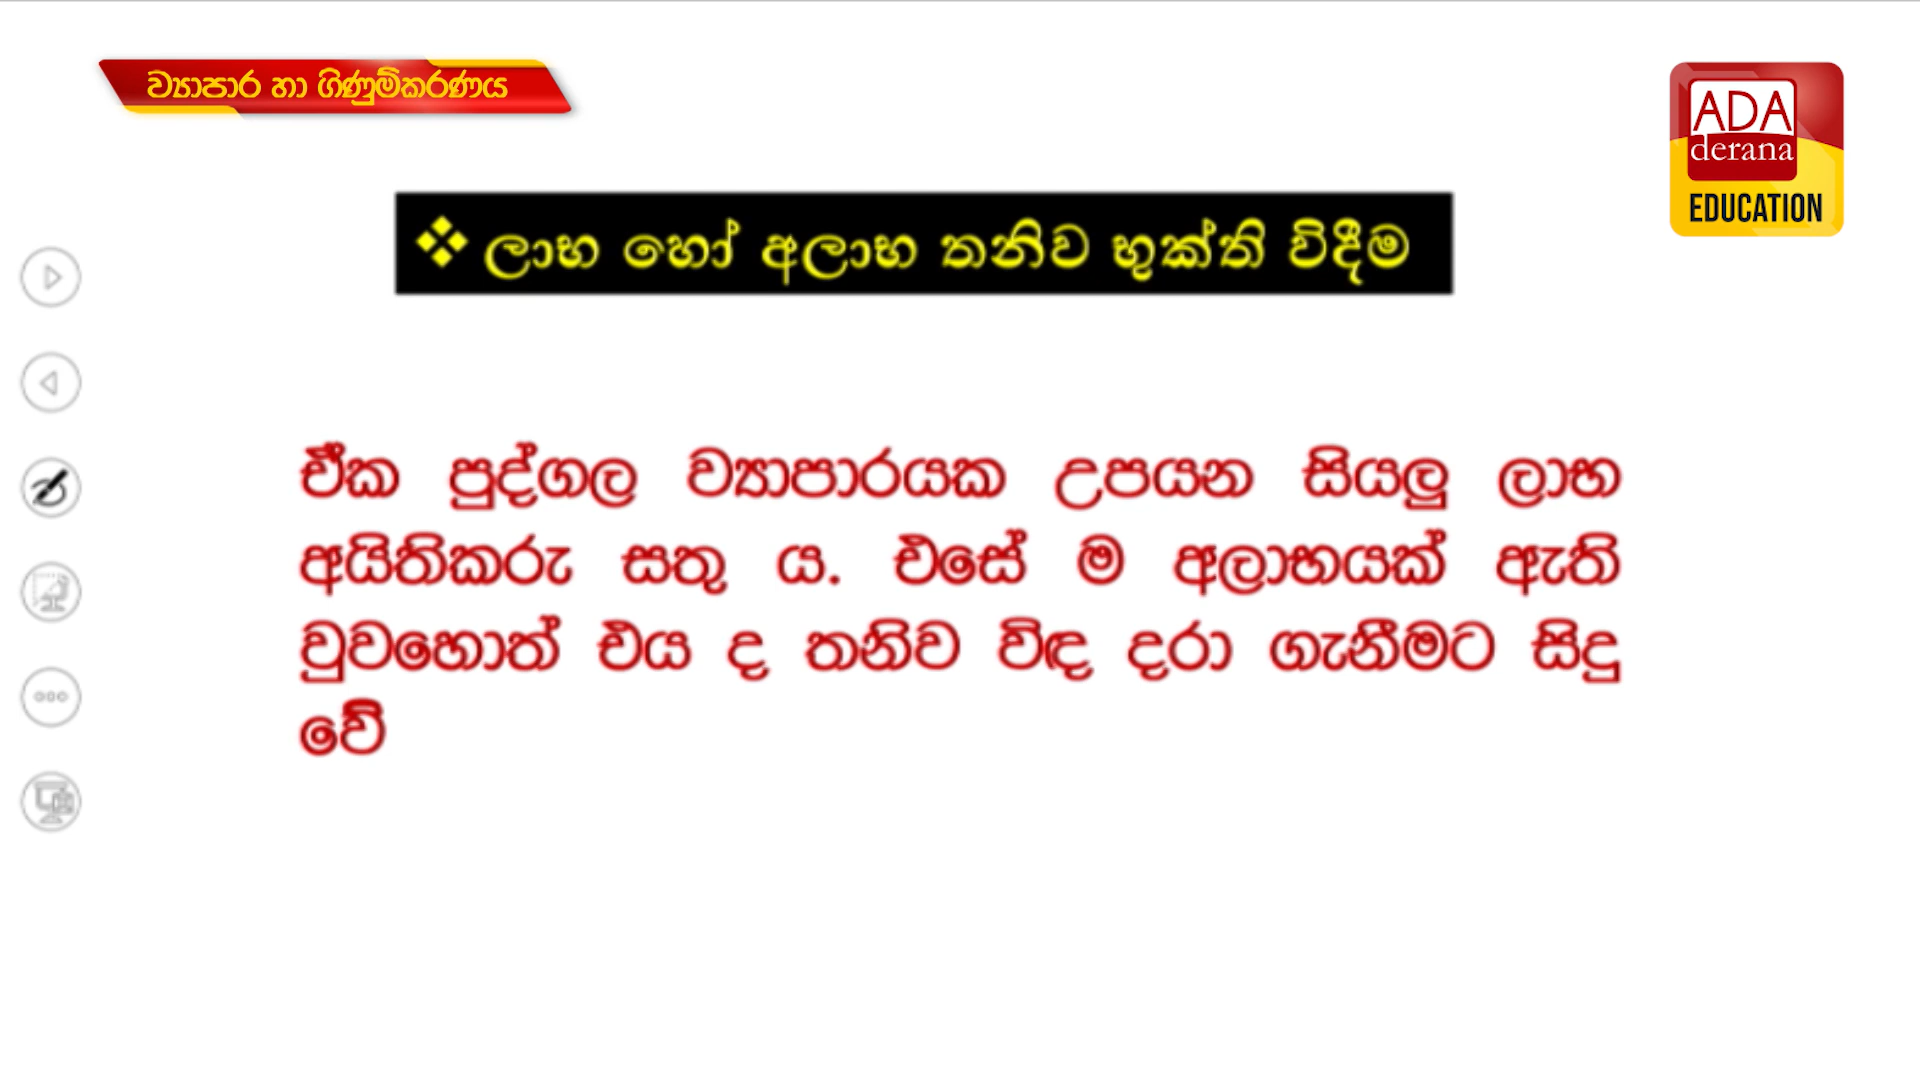 ව්‍යාපාර හා ගිණුම්කරණය
ADA
derana
EDUCATION
❖ ලාභ හෝ අලාභ තනිව භුක්ති විදීම
ඒක පුද්ගල ව්‍යාපාරයක උපයන සියලු ලාභ
අයිතිකරු සතු ය. එසේ ම අලාභයක් ඇති
වුවහොත් එය ද තනිව විඳ දරා ගැනීමට සිදු
වේ